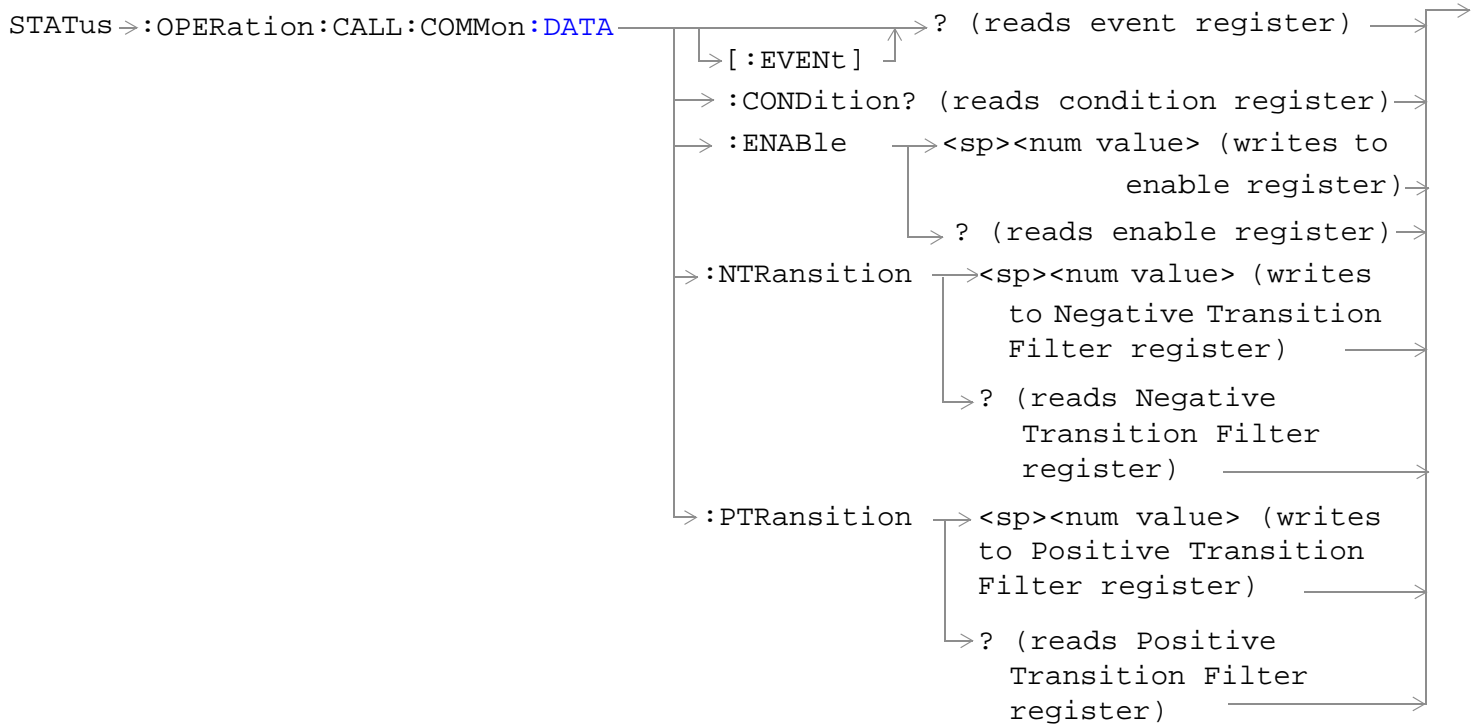 STATus :OPERation:CALL:COMMon:DATA ? (reads event register)
[:EVENt]
:CONDition? (reads condition register)
:ENABle <sp><num value> (writes to
enable register)
? (reads enable register)
:NTRansition <sp><num value> (writes
to Negative Transition
Filter register)
? (reads Negative
Transition Filter
register)
:PTRansition <sp><num value> (writes
to Positive Transition
Filter register)
? (reads Positive
Transition Filter
register)